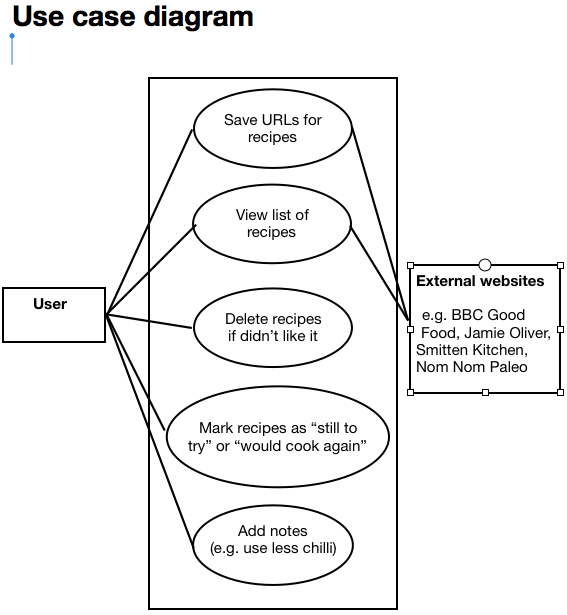 Use case diagram
Save URLs for
recipes
View list of
recipes
User
Delete recipes
if didn’t like it
Mark recipes as “still to
try” or “would cook again”
Add notes
(e.g. use less chilli)
External websites
e.g. BBC Good
Food, Jamie Oliver,
Smitten Kitchen,
Nom Nom Paleo